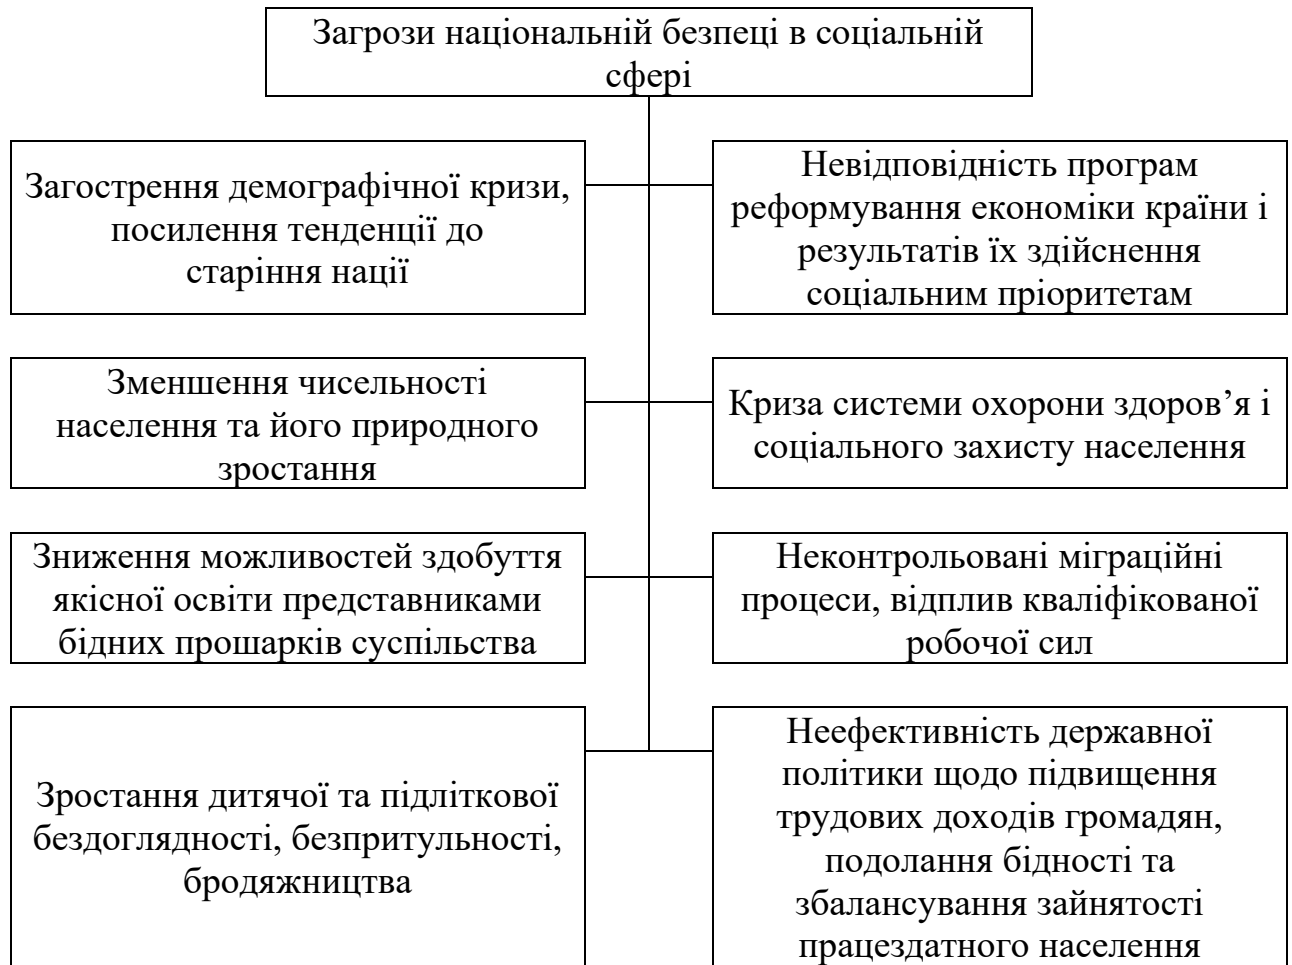 Загрози національній безпеці в соціальній
сфері
Загострення демографічної кризи,
посилення тенденції до
старіння нації
Невідповідність програм
реформування економіки країни і
результатів їх здійснення
соціальним пріоритетам
Зменшення чисельності
населення та його природного
зростання
Криза системи охорони здоров’я і
соціального захисту населення
Зниження можливостей здобуття
якісної освіти представниками
бідних прошарків суспільства
Неконтрольовані міграційні
процеси, відплив кваліфікованої
робочої сил
Зростання дитячої та підліткової
бездоглядності, безпритульності,
бродяжництва
Неефективність державної
політики щодо підвищення
трудових доходів громадян,
подолання бідності та
збалансування зайнятості
працездатного населення